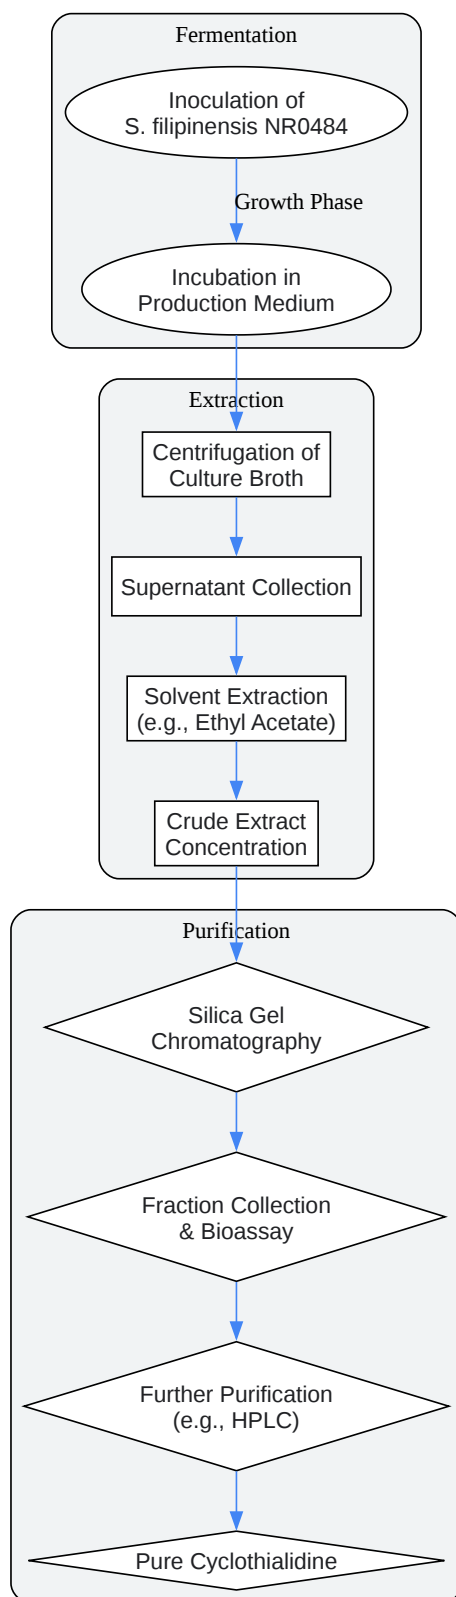 Fermentation
Inoculation of
S. filipinensis NR0484
Growth Phase
Incubation in
Production Medium
Extraction
Centrifugation of
Culture Broth
Supernatant Collection
Solvent Extraction
(e.g., Ethyl Acetate)
Crude Extract
Concentration
Purification
Silica Gel
Chromatography
Fraction Collection
& Bioassay
Further Purification
(e.g., HPLC)
Pure Cyclothialidine